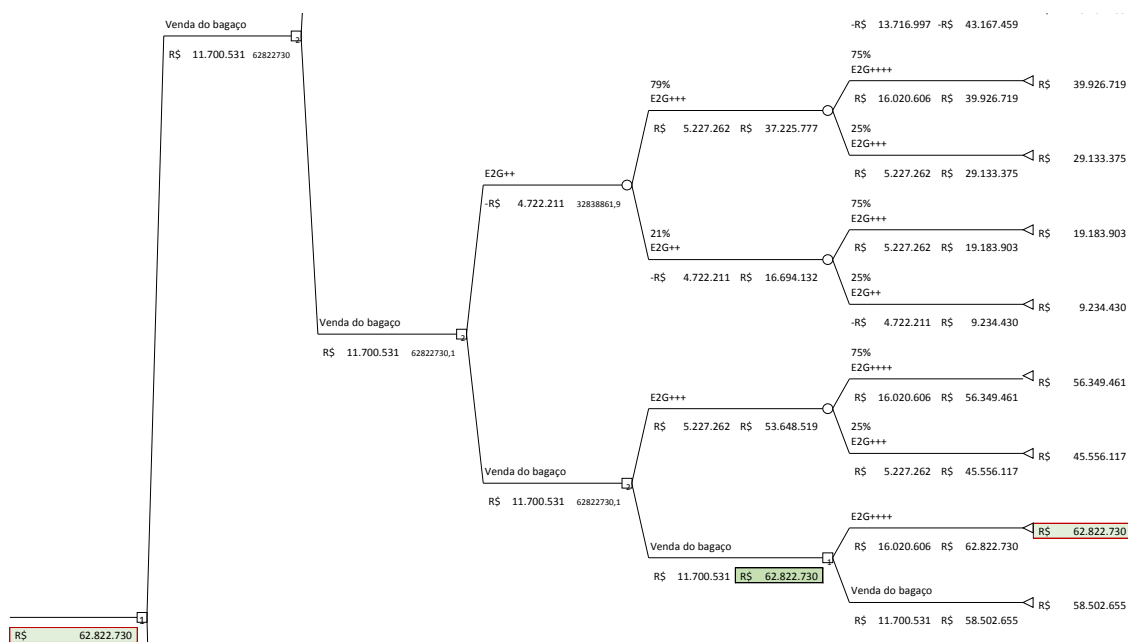 -R$ 13.716.997 -R$ 43.167.459
Venda do bagaço
2
R$ 11.700.531 62822730
75%
E2G++++
R$ 39.926.719
79%
E2G+++
R$ 16.020.606 R$ 39.926.719
R$ 5.227.262 R$ 37.225.777
25%
E2G+++
R$ 29.133.375
E2G++
R$ 5.227.262 R$ 29.133.375
-R$ 4.722.211 32838861,9
75%
E2G+++
R$ 19.183.903
21%
E2G++
R$ 5.227.262 R$ 19.183.903
-R$ 4.722.211 R$ 16.694.132
25%
E2G++
R$ 9.234.430
Venda do bagaço
2
-R$ 4.722.211 R$ 9.234.430
R$ 11.700.531 62822730,1
75%
E2G++++
R$ 56.349.461
E2G+++
R$ 16.020.606 R$ 56.349.461
R$ 5.227.262 R$ 53.648.519
25%
E2G+++
R$ 45.556.117
Venda do bagaço
2
R$ 5.227.262 R$ 45.556.117
R$ 11.700.531 62822730,1
E2G++++
R$ 62.822.730
Venda do bagaço
1
R$ 16.020.606 R$ 62.822.730
R$ 11.700.531 R$ 62.822.730
Venda do bagaço
R$ 58.502.655
1
R$ 11.700.531 R$ 58.502.655
R$ 62.822.730